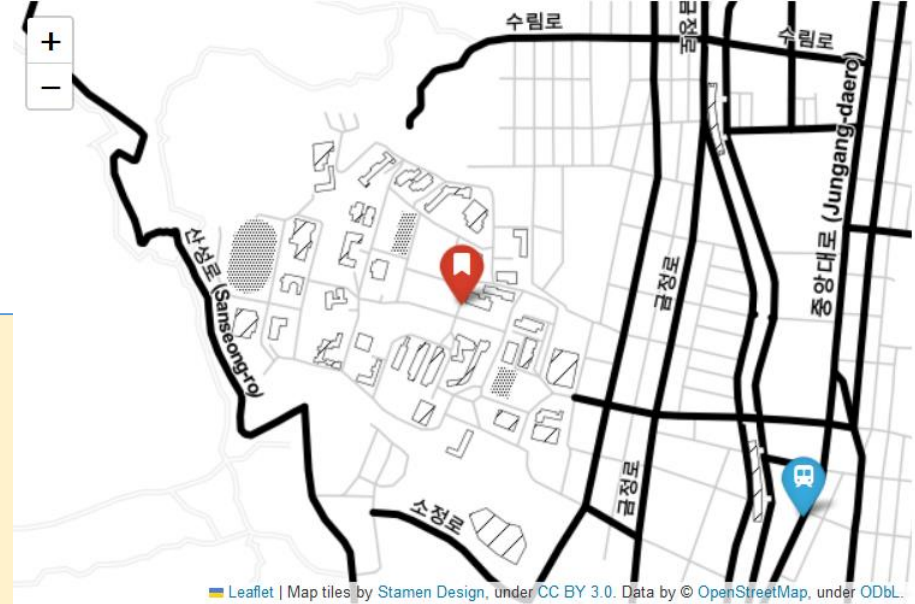 +
−
수림로
수림로
금정로
산성로 (Sanseong-ro)
중앙대로 (Jungang-daero)
금정로
금정로
소정로
Leaflet | Map tiles by Stamen Design, under CC BY 3.0. Data by © OpenStreetMap, under ODbL.